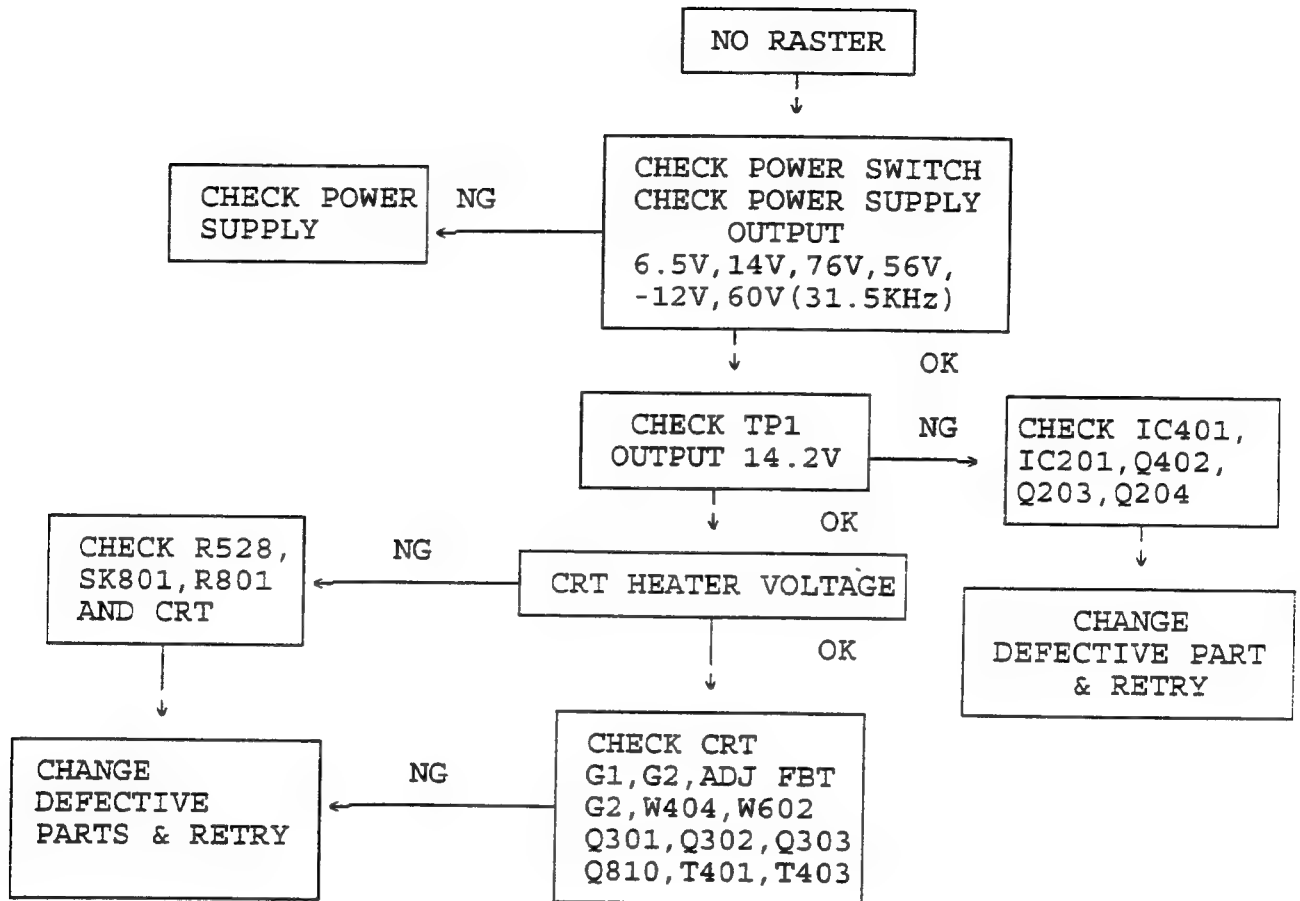 NO RASTER
CHECK POWER SWITCH
CHECK POWER SUPPLY
OUTPUT
6.5V,14V,76V,56V,
-12V,60V(31.5KHz)
NG
CHECK POWER
SUPPLY
OK
CHECK TP1
OUTPUT 14.2V
NG
CHECK IC401,
IC201,Q402,
Q203,Q204
CHANGE
DEFECTIVE PART
& RETRY
OK
CRT HEATER VOLTAGE
NG
CHECK R528,
SK801,R801
AND CRT
OK
CHECK CRT
G1,G2,ADJ FBT
G2,W404,W602
Q301,Q302,Q303
Q810,T401,T403
NG
CHANGE
DEFECTIVE
PARTS & RETRY